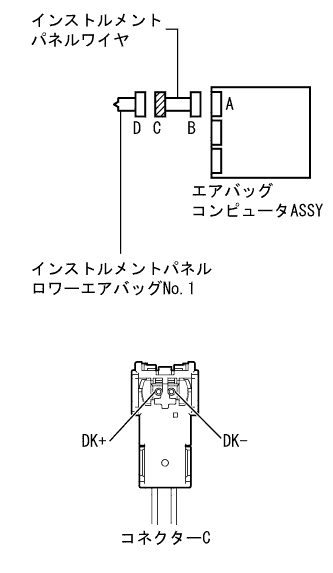 インストルメント
パネルワイヤ
A
D
C
B
エアバッグ
コンピュータASSY
インストルメントパネル
ロワーエアバッグNo.1
DK+
DK-
コネクターC